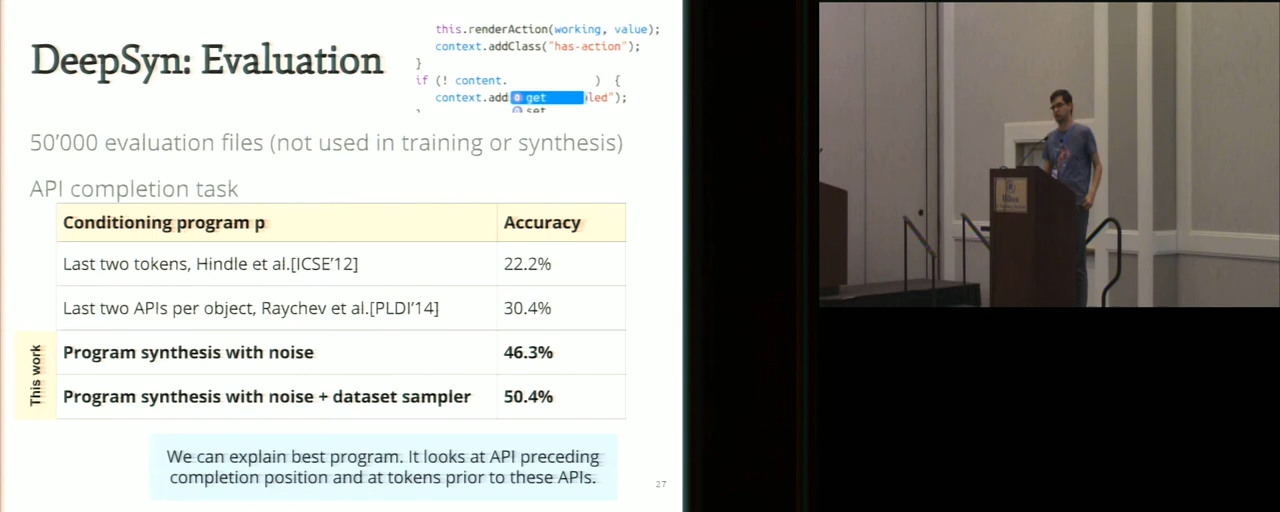 DeepSyn: Evaluation
this.renderAction(working, value);
context.addClass("has-action");
}
if (! content. ) {
context.add get led");
set
50'000 evaluation files (not used in training or synthesis)
API completion task
Conditioning program p Accuracy
Last two tokens, Hindle et al.[ICSE'12] 22.2%
Last two APIs per object, Raychev et al.[PLDI'14] 30.4%
This work
Program synthesis with noise 46.3%
Program synthesis with noise + dataset sampler 50.4%
We can explain best program. It looks at API preceding
completion position and at tokens prior to these APIs.
27
Hilton